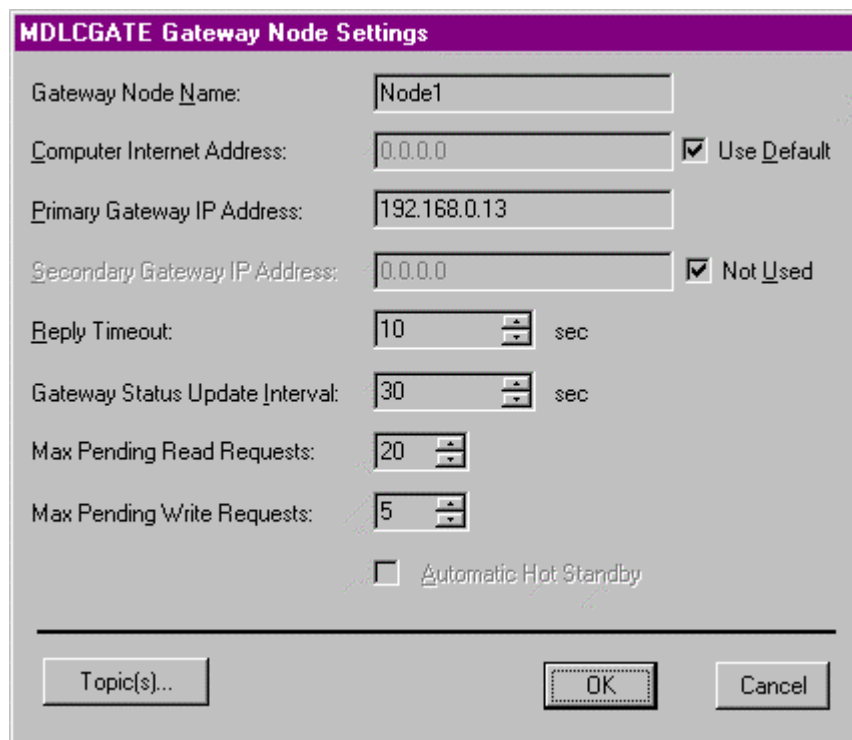 MDLCGATE Gateway Node Settings
Gateway Node Name: Node1
Computer Internet Address: 0.0.0.0 Use Default
Primary Gateway IP Address: 192.168.0.13
Secondary Gateway IP Address: 0.0.0.0 Not Used
Reply Timeout: 10 sec
Gateway Status Update Interval: 30 sec
Max Pending Read Requests: 20
Max Pending Write Requests: 5
Automatic Hot Standby
Topic(s)... OK Cancel